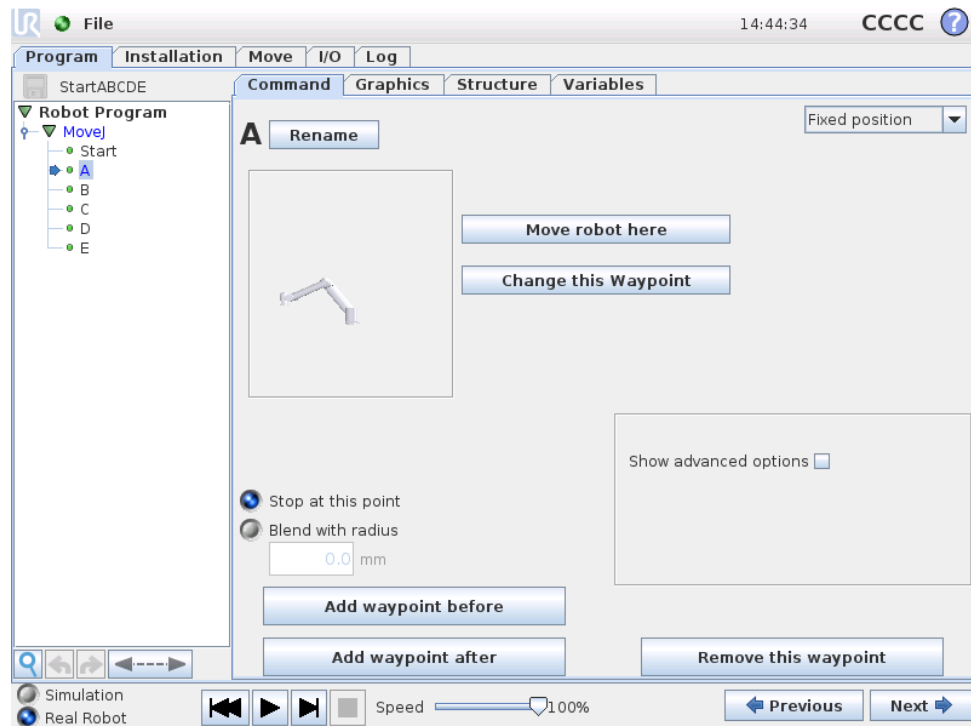 UR File 14:44:34 CCCC ?
Program Installation Move I/O Log
StartABCDE
Command Graphics Structure Variables
Robot Program
MoveJ
Start
A
B
C
D
E
A Rename
Fixed position
Move robot here
Change this Waypoint
Show advanced options
Stop at this point
Blend with radius
0.0 mm
Add waypoint before
Add waypoint after
Remove this waypoint
Simulation
Real Robot
Speed 100%
Previous Next